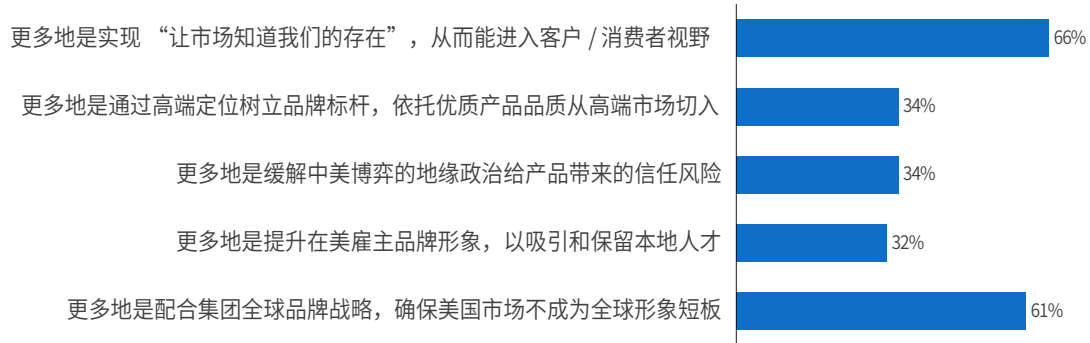 更多地是实现 “让市场知道我们的存在”，从而能进入客户 / 消费者视野
66%
更多地是通过高端定位树立品牌标杆，依托优质产品品质从高端市场切入
34%
更多地是缓解中美博弈的地缘政治给产品带来的信任风险
34%
更多地是提升在美雇主品牌形象，以吸引和保留本地人才
32%
更多地是配合集团全球品牌战略，确保美国市场不成为全球形象短板
61%